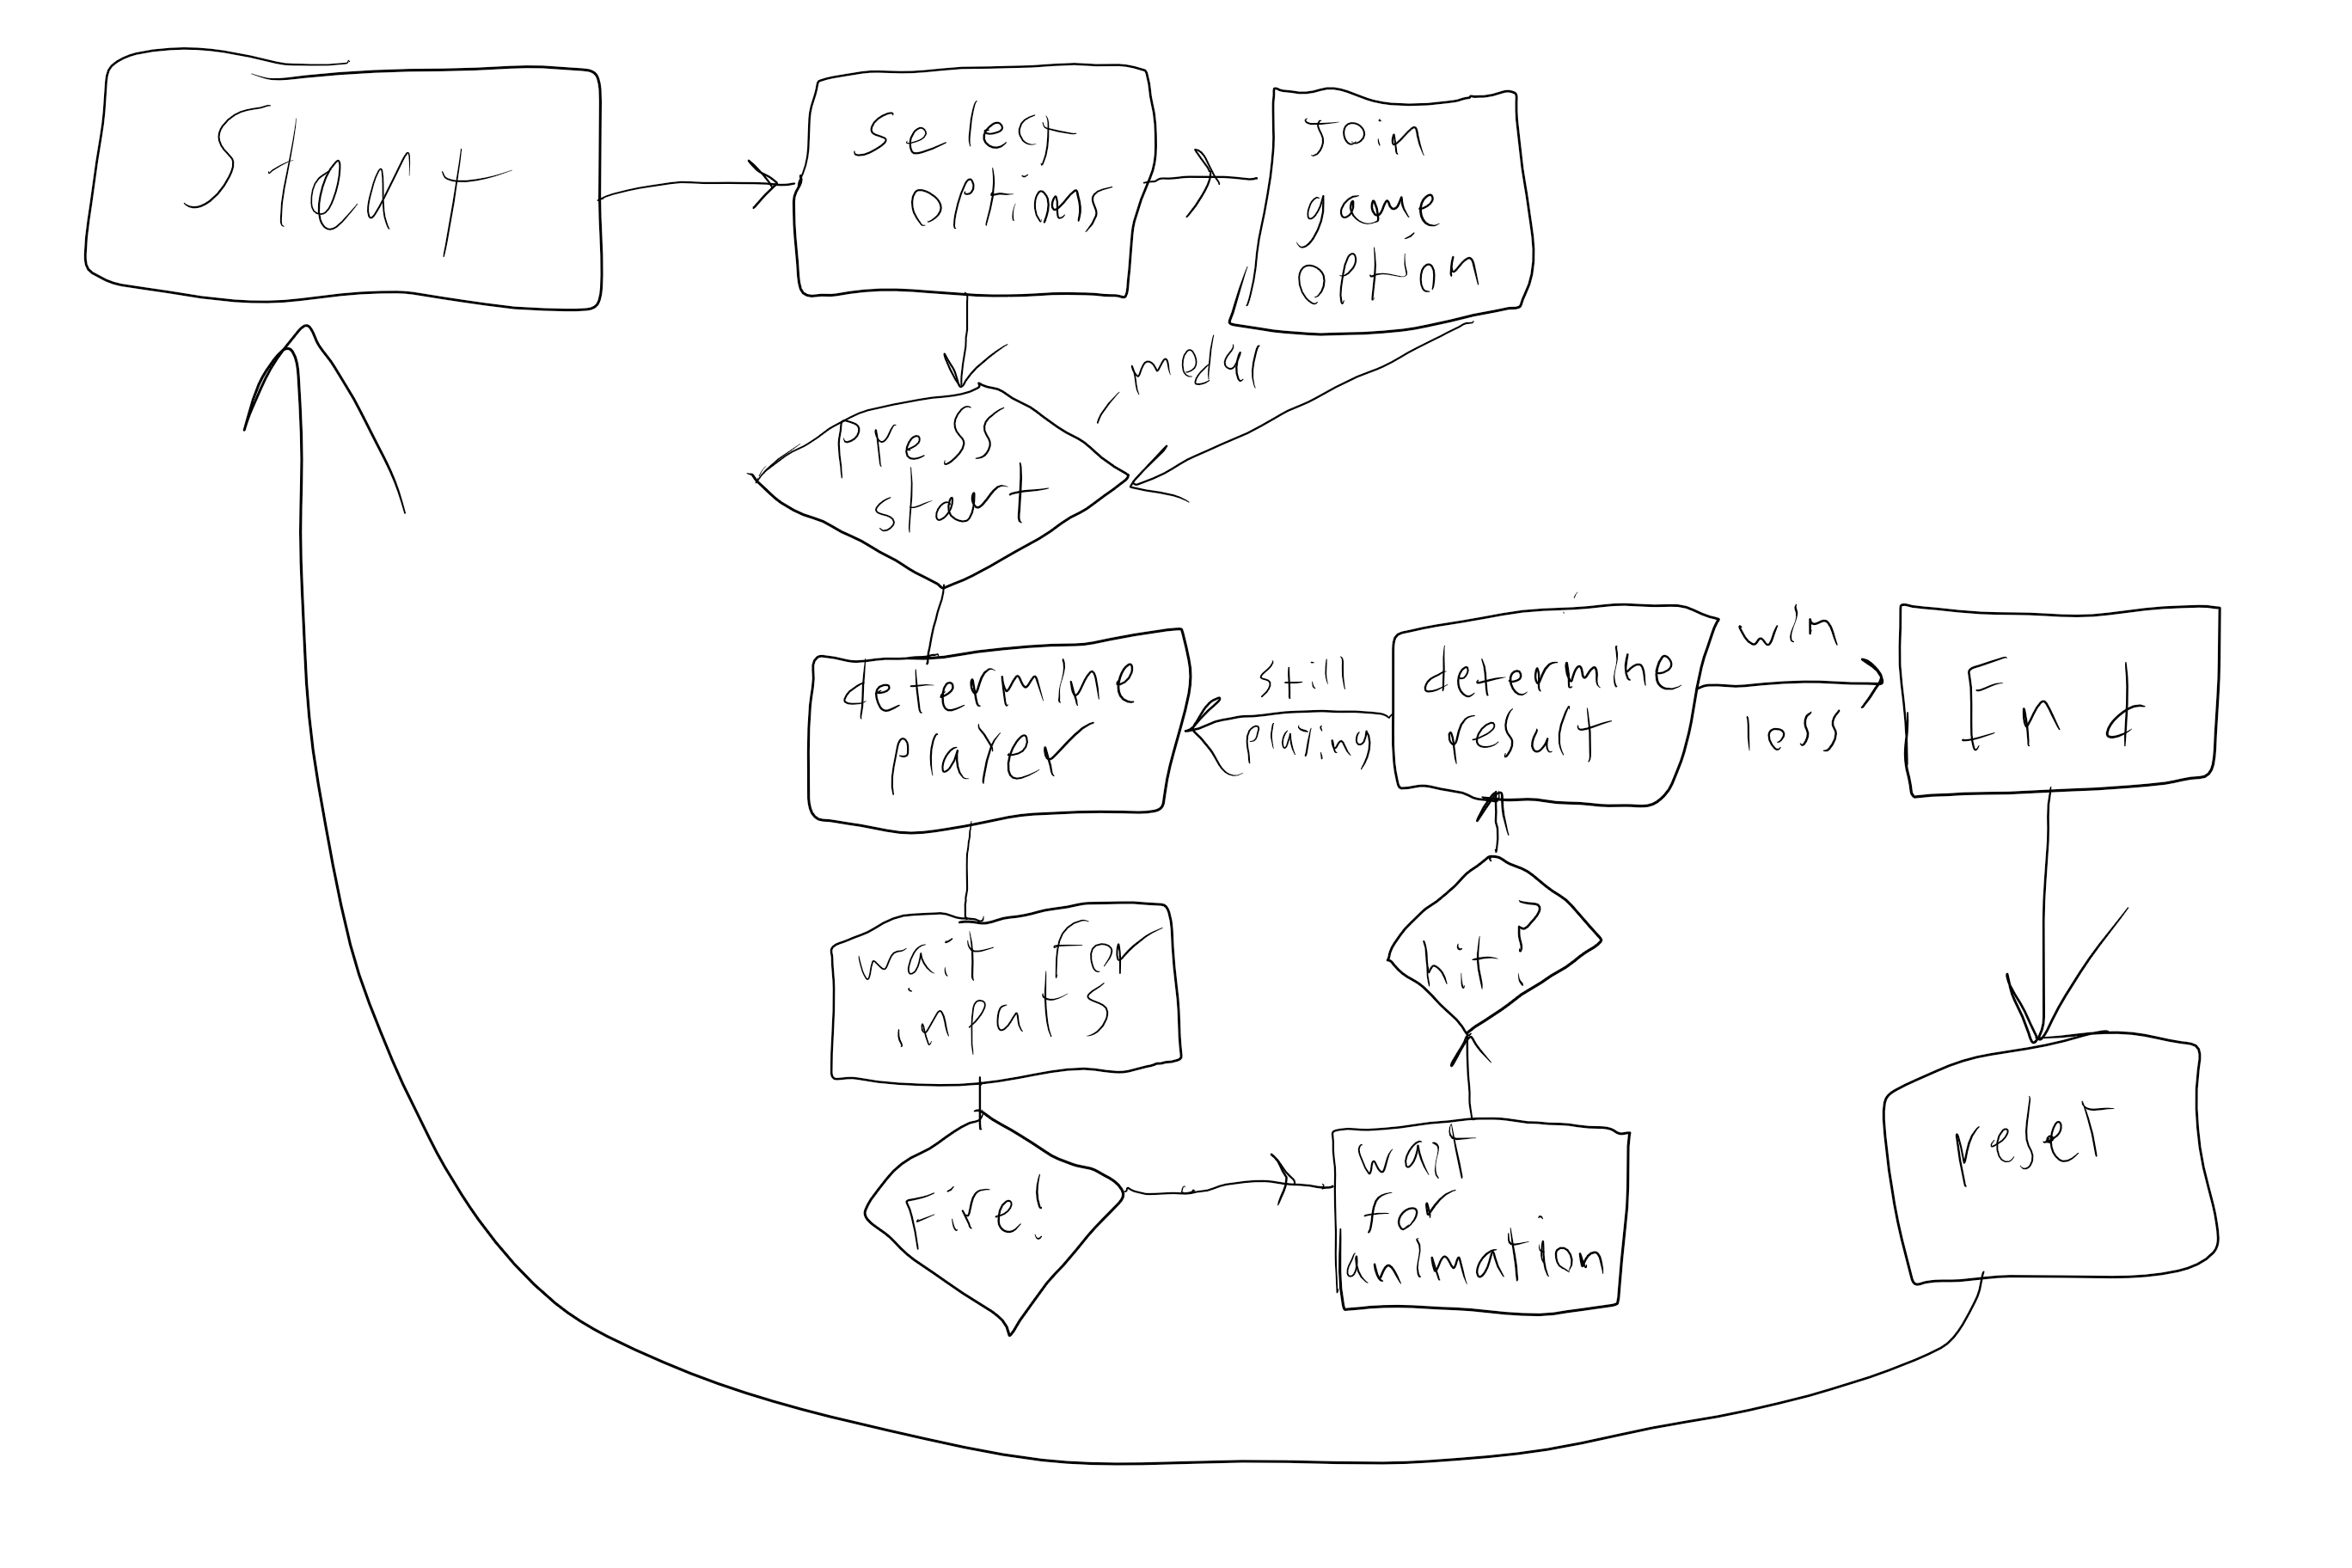 Start
Select
options
Join
game
option
modal
Press
start
determine
player
still
playing
determine
result
win
loss
End
wait for
inputs
hit?
Fire!
wait
for
animation
reset